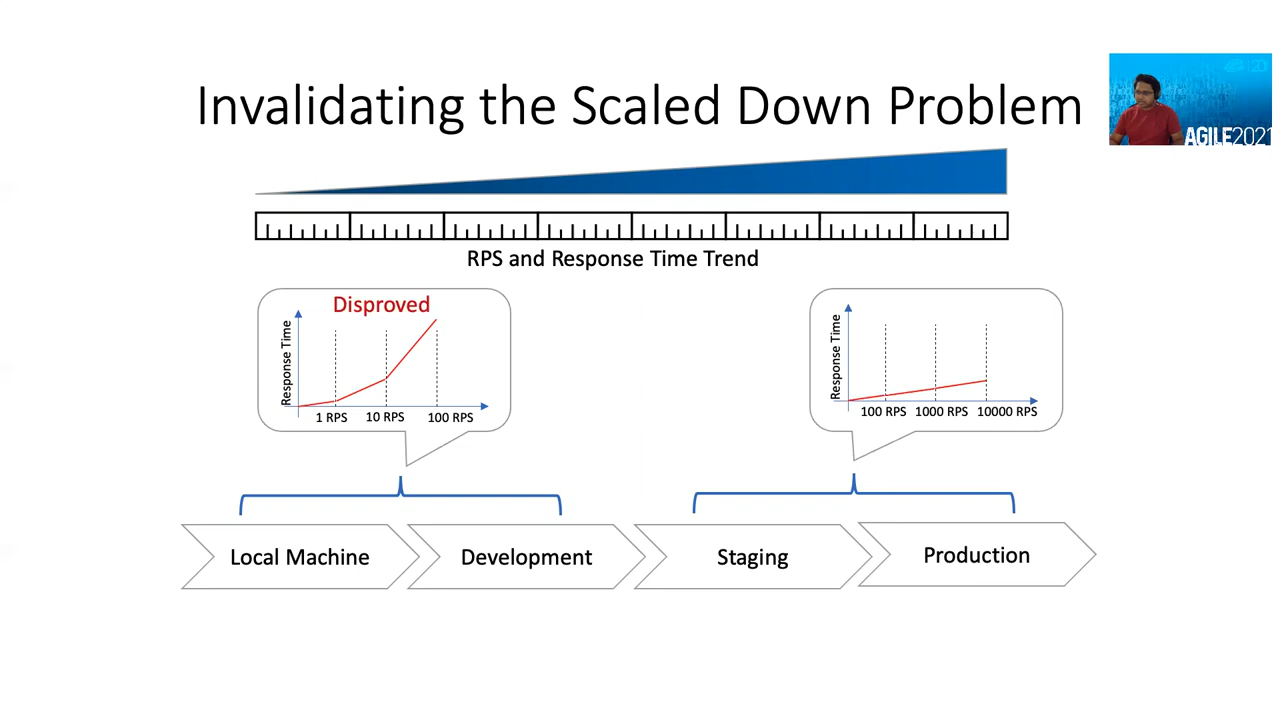 Invalidating the Scaled Down Problem
AGILE2021
RPS and Response Time Trend
Disproved
Response Time
1 RPS 10 RPS 100 RPS
Response Time
100 RPS 1000 RPS 10000 RPS
Local Machine
Development
Staging
Production